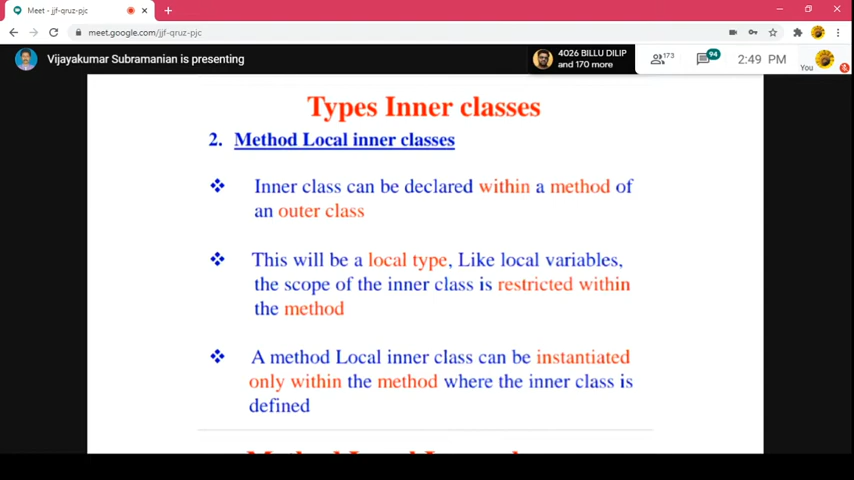 Meet - jjf-qruz-pjc
meet.google.com/jjf-qruz-pjc
Vijayakumar Subramanian is presenting
4026 BILLU DILIP
and 170 more
173
94
2:49 PM
You
Types Inner classes
2. Method Local inner classes
Inner class can be declared within a method of
an outer class
This will be a local type, Like local variables,
the scope of the inner class is restricted within
the method
A method Local inner class can be instantiated
only within the method where the inner class is
defined